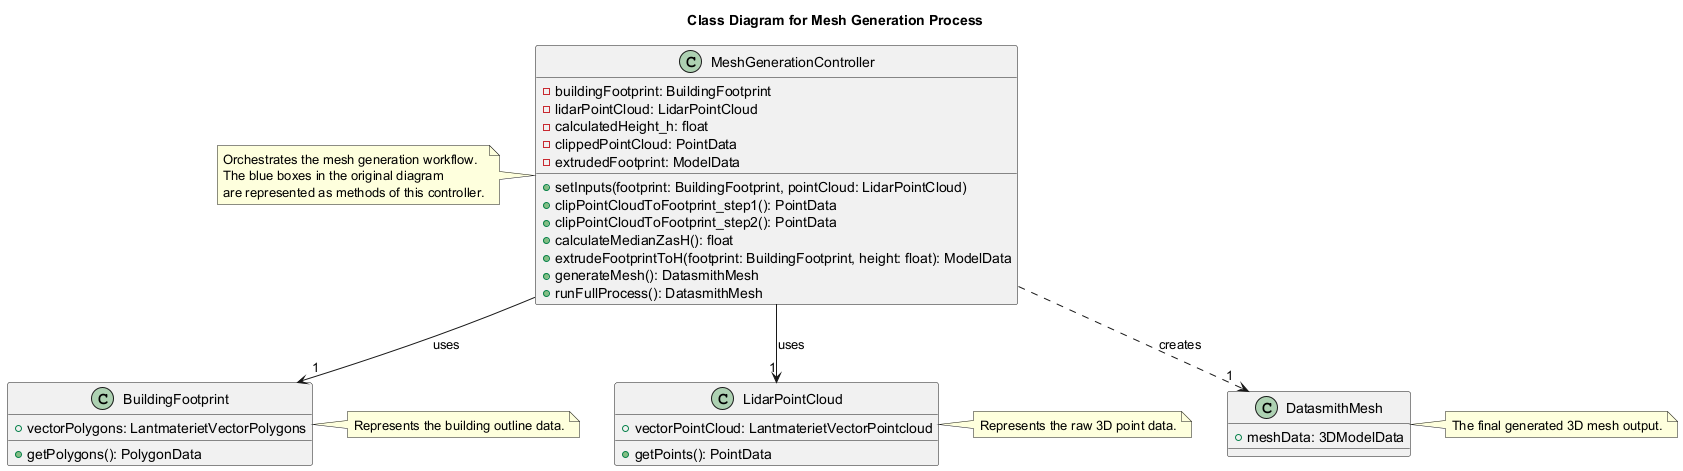 Class Diagram for Mesh Generation Process
C MeshGenerationController
buildingFootprint: BuildingFootprint
lidarPointCloud: LidarPointCloud
calculatedHeight_h: float
clippedPointCloud: PointData
extrudedFootprint: ModelData
Orchestrates the mesh generation workflow.
The blue boxes in the original diagram
are represented as methods of this controller.
setInputs(footprint: BuildingFootprint, pointCloud: LidarPointCloud)
clipPointCloudToFootprint_step1(): PointData
clipPointCloudToFootprint_step2(): PointData
calculateMedianZasH(): float
extrudeFootprintToH(footprint: BuildingFootprint, height: float): ModelData
generateMesh(): DatasmithMesh
runFullProcess(): DatasmithMesh
uses
uses
creates
1
1
1
C BuildingFootprint
vectorPolygons: LantmaterietVectorPolygons
getPolygons(): PolygonData
Represents the building outline data.
C LidarPointCloud
vectorPointCloud: LantmaterietVectorPointcloud
getPoints(): PointData
Represents the raw 3D point data.
C DatasmithMesh
meshData: 3DModelData
The final generated 3D mesh output.